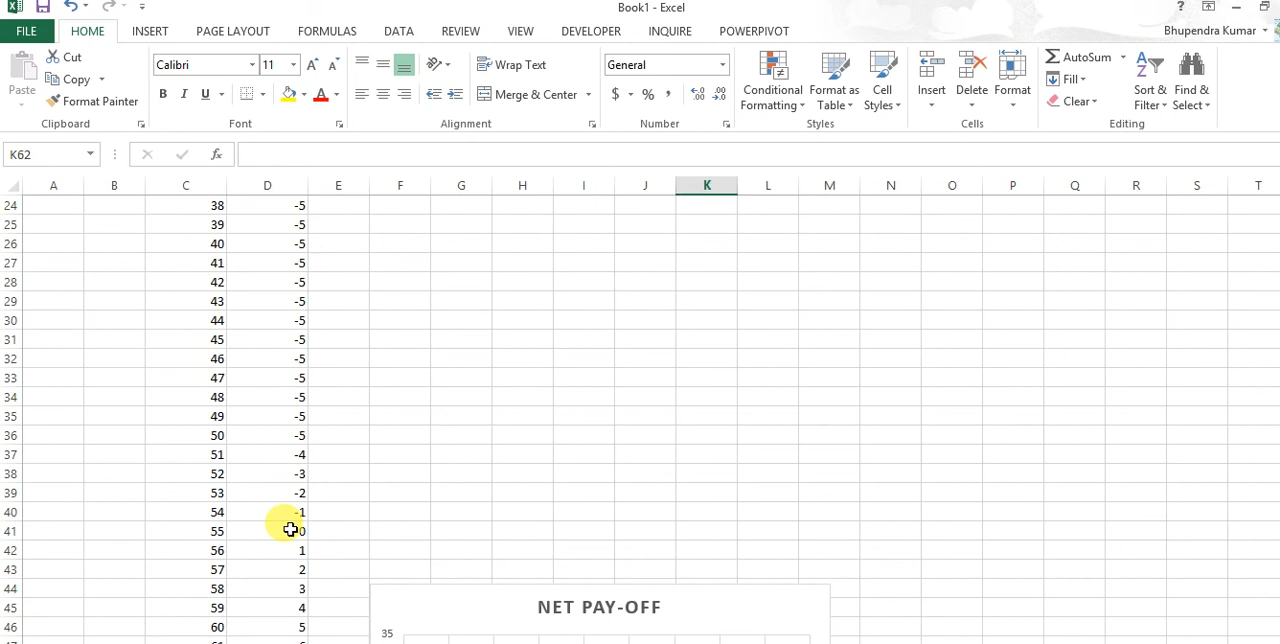 Book1 - Excel
?
FILE HOME INSERT PAGE LAYOUT FORMULAS DATA REVIEW VIEW DEVELOPER INQUIRE POWERPIVOT Bhupendra Kumar
Paste
Cut
Copy
Format Painter
Clipboard
Calibri 11 A A
B I U A
Font
Wrap Text
Merge & Center
Alignment
General
$ % , .00 .00
Number
Conditional Formatting
Format as Table
Cell Styles
Styles
Insert
Delete
Format
Cells
AutoSum
Fill
Clear
Sort & Filter
Find & Select
Editing
K62 fx
A B C D E F G H I J K L M N O P Q R S T
24 38 -5
25 39 -5
26 40 -5
27 41 -5
28 42 -5
29 43 -5
30 44 -5
31 45 -5
32 46 -5
33 47 -5
34 48 -5
35 49 -5
36 50 -5
37 51 -4
38 52 -3
39 53 -2
40 54 -1
41 55 0
42 56 1
43 57 2
44 58 3
45 59 4
46 60 5
NET PAY-OFF
35